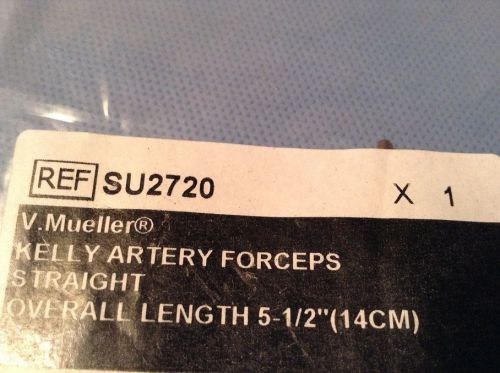 REF SU2720 X 1
V.Mueller®
KELLY ARTERY FORCEPS
STRAIGHT
OVERALL LENGTH 5-1/2"(14CM)